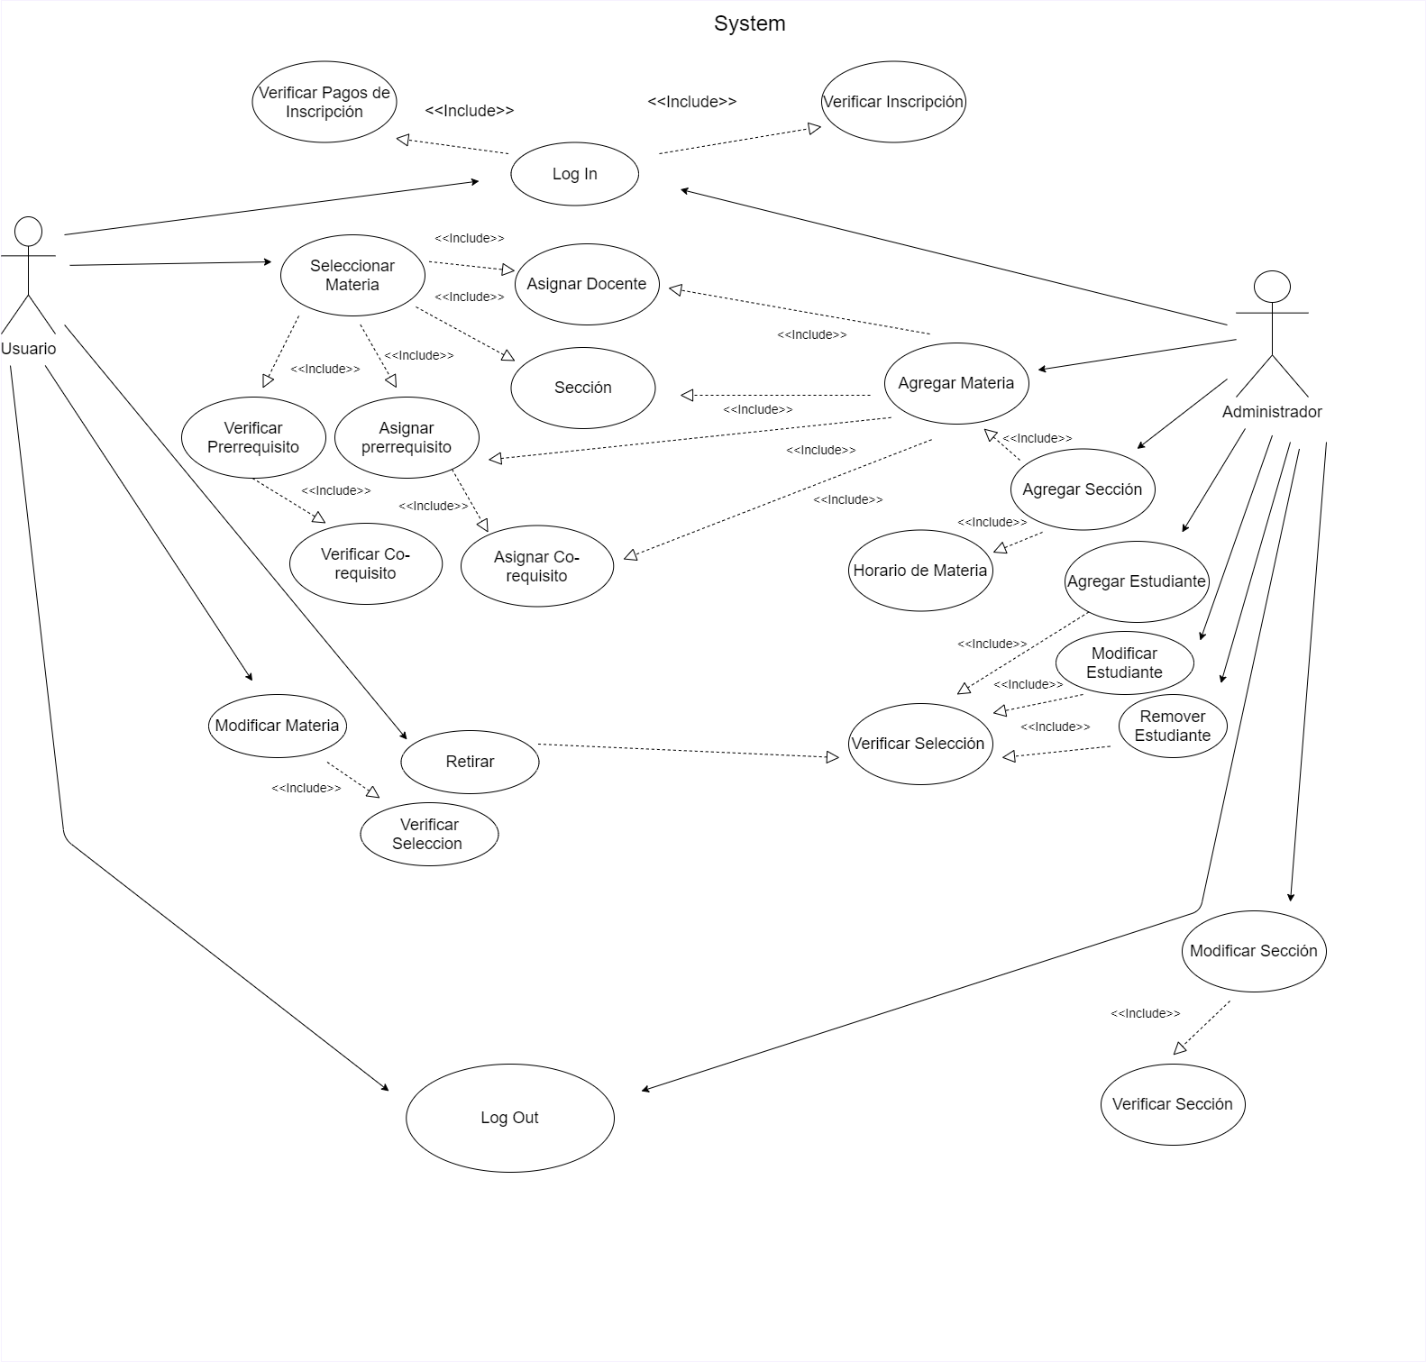 System
Verificar Pagos de
Inscripción
<<Include>>
<<Include>>
Verificar Inscripción
Log In
<<Include>>
Seleccionar
Materia
Asignar Docente
<<Include>>
<<Include>>
Usuario
<<Include>>
<<Include>>
Sección
Agregar Materia
<<Include>>
Administrador
Verificar
Prerrequisito
Asignar
prerrequisito
<<Include>>
<<Include>>
<<Include>>
<<Include>>
<<Include>>
<<Include>>
Agregar Sección
<<Include>>
Verificar Co-
requisito
Asignar Co-
requisito
Horario de Materia
Agregar Estudiante
<<Include>>
Modificar
Estudiante
<<Include>>
Modificar Materia
Remover
Estudiante
<<Include>>
Verificar Selección
Retirar
<<Include>>
Verificar
Seleccion
Modificar Sección
<<Include>>
Log Out
Verificar Sección